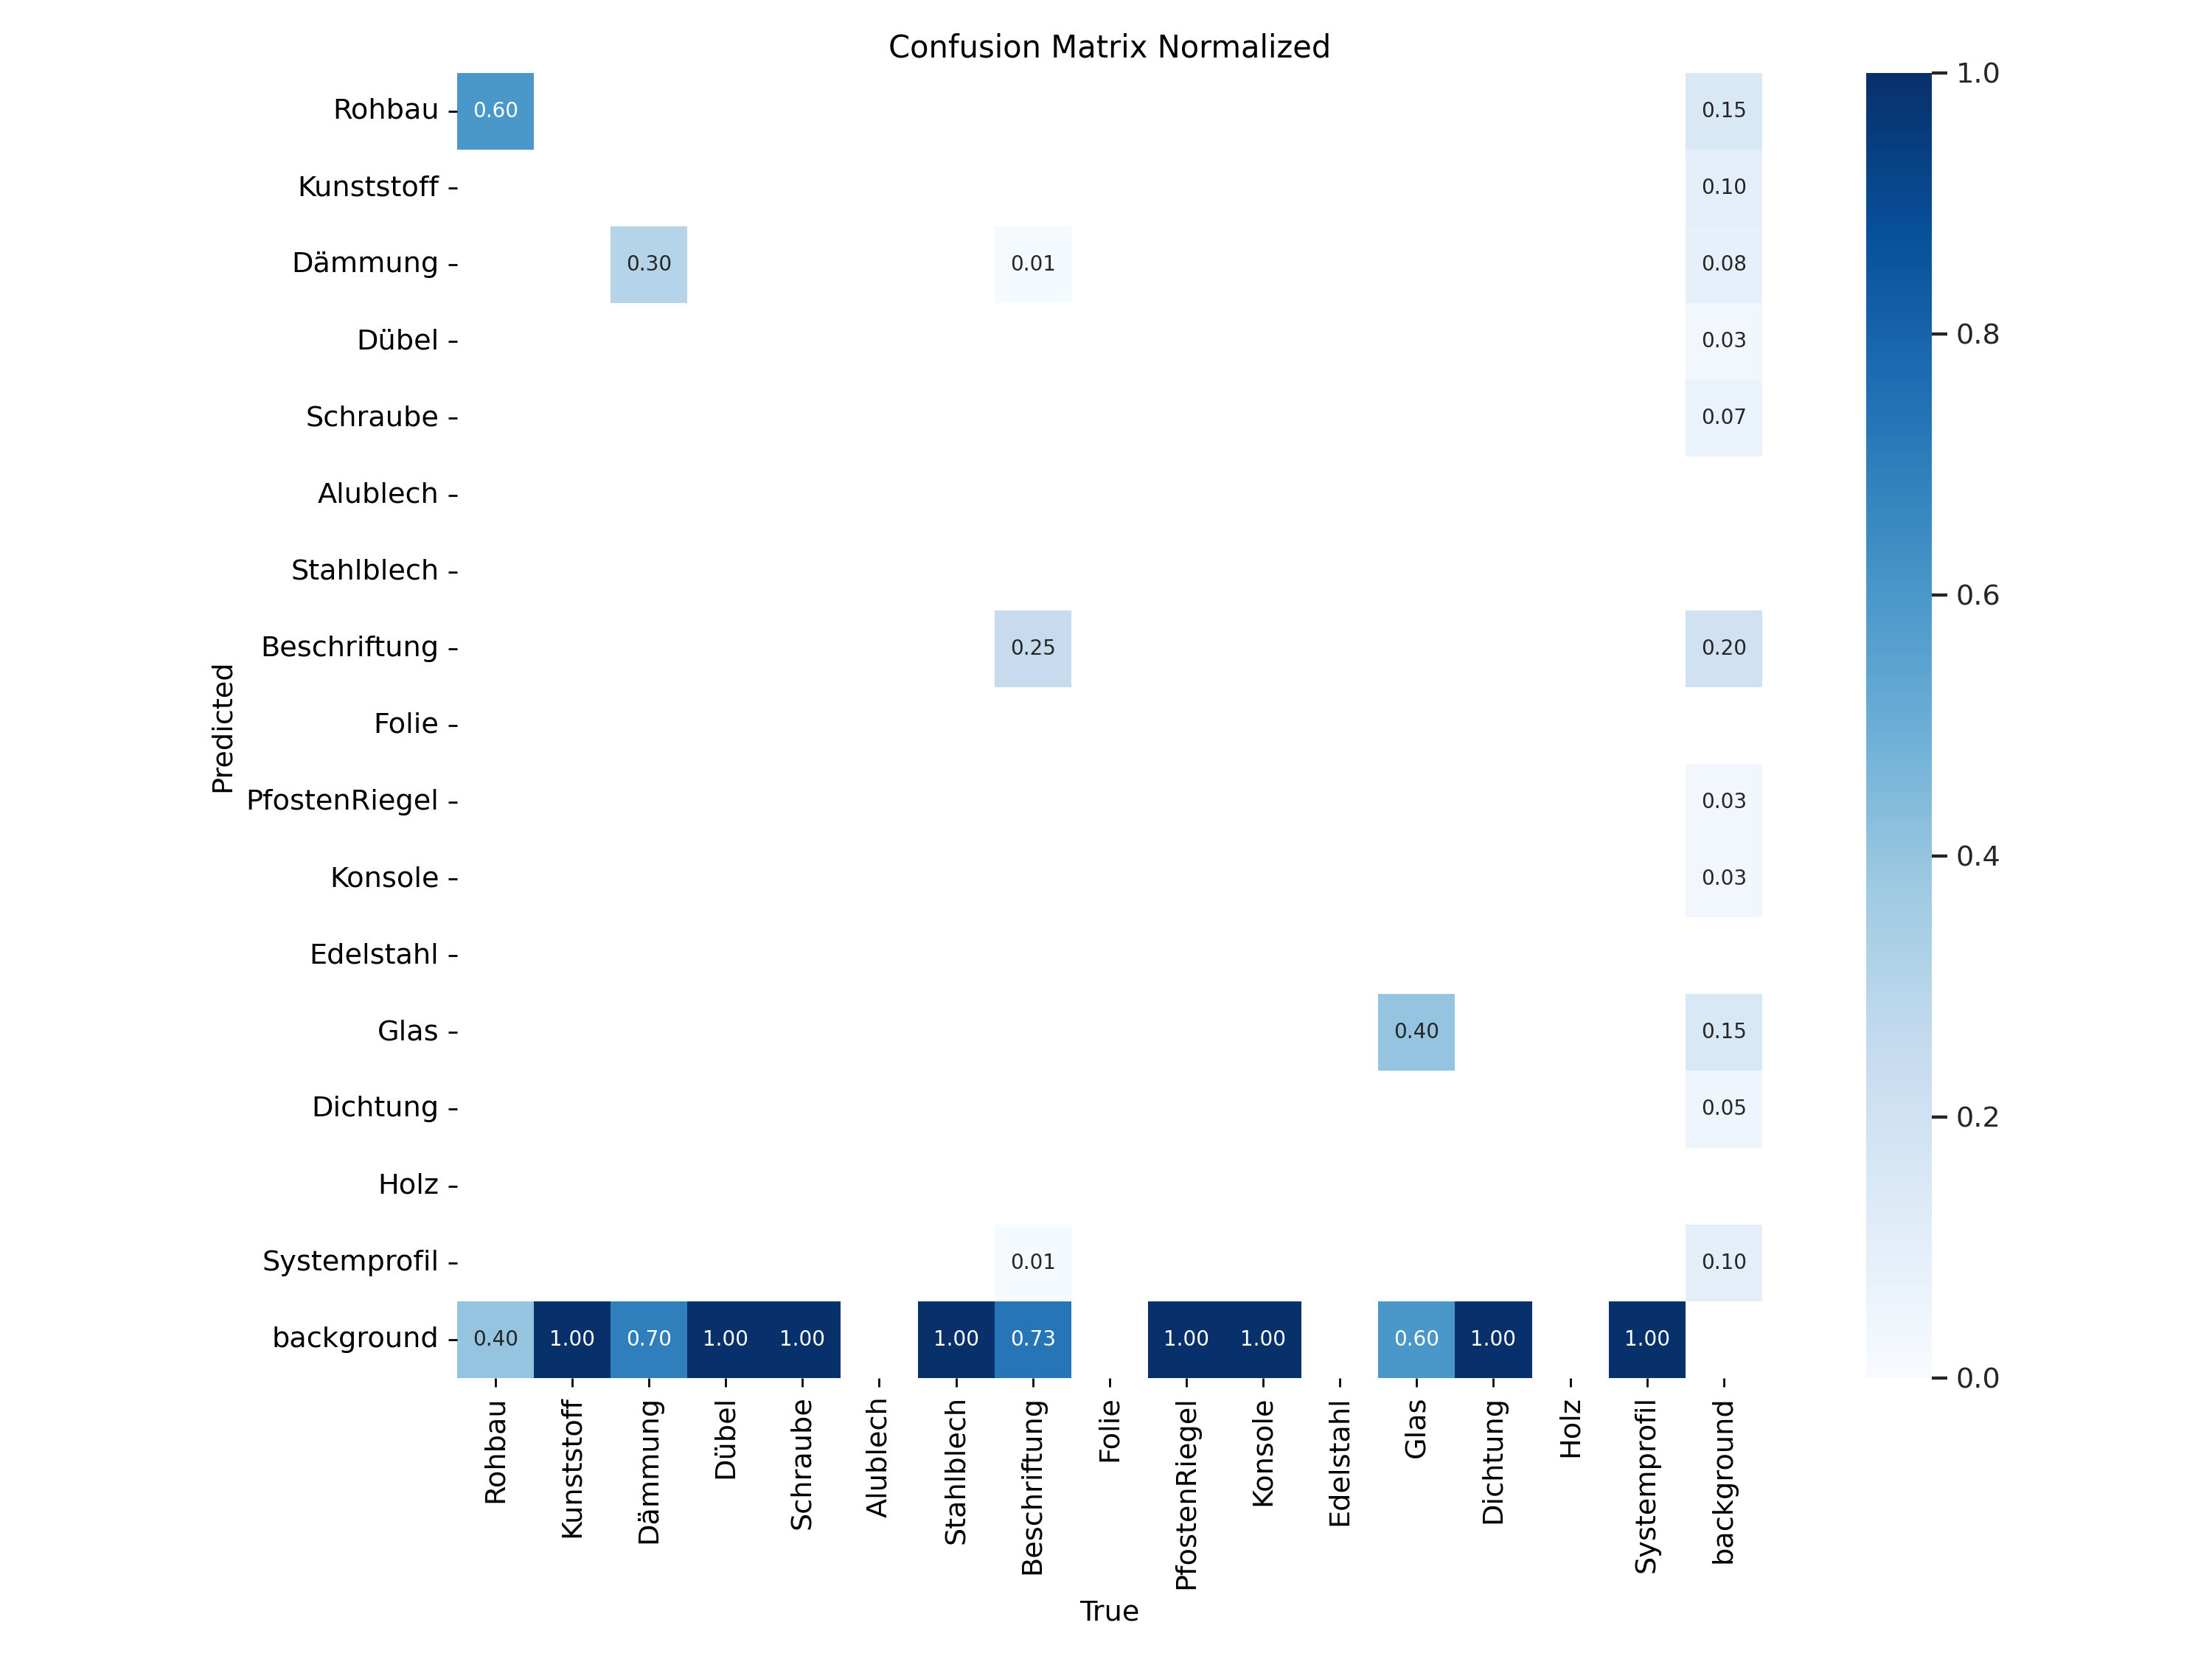 Confusion Matrix Normalized
Rohbau 0.60 0.15
Kunststoff 0.10
Dämmung 0.30 0.01 0.08
Dübel 0.03
Schraube 0.07
Alublech
Stahlblech
Beschriftung 0.25 0.20
Folie
PfostenRiegel 0.03
Konsole 0.03
Edelstahl
Glas 0.40 0.15
Dichtung 0.05
Holz
Systemprofil 0.01 0.10
background 0.40 1.00 0.70 1.00 1.00 1.00 0.73 1.00 1.00 0.60 1.00 1.00
Predicted
Rohbau
Kunststoff
Dämmung
Dübel
Schraube
Alublech
Stahlblech
Beschriftung
Folie
PfostenRiegel
Konsole
Edelstahl
Glas
Dichtung
Holz
Systemprofil
background
True
1.0
0.8
0.6
0.4
0.2
0.0